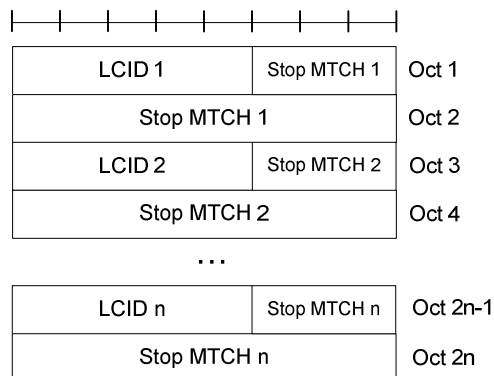 LCID 1 Stop MTCH 1 Oct 1
Stop MTCH 1 Oct 2
LCID 2 Stop MTCH 2 Oct 3
Stop MTCH 2 Oct 4
...
LCID n Stop MTCH n Oct 2n-1
Stop MTCH n Oct 2n